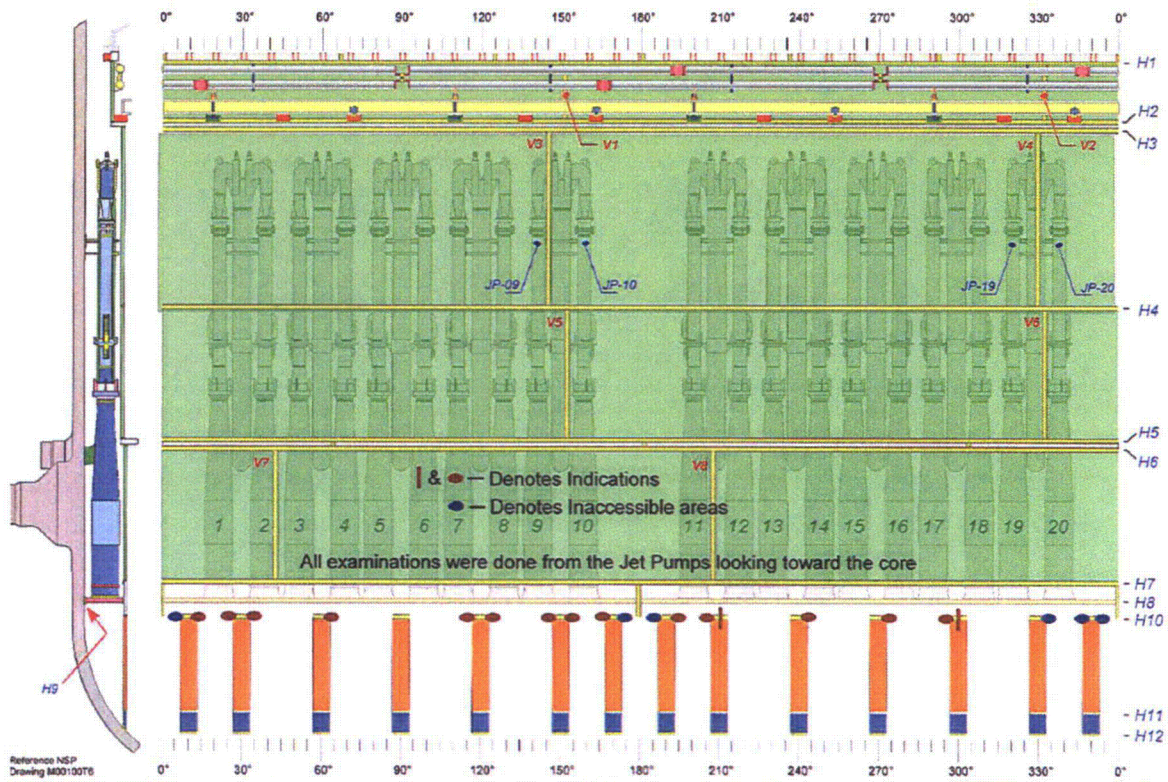 0° 30° 60° 90° 120° 150° 180° 210° 240° 270° 300° 330° 0°
H1
H2
V1 V2
H3
V3 V4
JP-09 JP-10 JP-19 JP-20
H4
V5 V6
H5
H6
V7 V8
| & — Denotes Indications
— Denotes Inaccessible areas
1 2 3 4 5 6 7 8 9 10 11 12 13 14 15 16 17 18 19 20
All examinations were done from the Jet Pumps looking toward the core
H7
H8
H10
H9
H11
H12
Reference NSP
Drawing M00100T6
0° 30° 60° 90° 120° 150° 180° 210° 240° 270° 300° 330° 0°